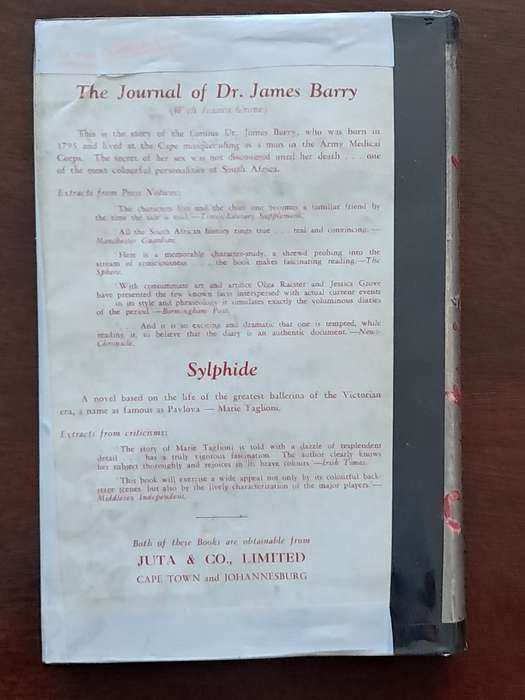 The Journal of Dr. James Barry
(With Jessica Grove)
This is the story of the famous Dr. James Barry, who was born in
1795 and lived at the Cape masquerading as a man in the Army Medical
Corps. The secret of her sex was not discovered until her death . . . one
of the most colourful personalities of South Africa.
Extracts from Press Notices:
The characters live and the chief one becomes a familiar friend by
the time the tale is told.—Times Literary Supplement.
All the South African history rings true . . . real and convincing.—
Manchester Guardian.
Here is a memorable character-study, a shrewd probing into the
stream of consciousness . . . the book makes fascinating reading.—The
Sphere.
With consummate art and artifice Olga Racster and Jessica Grove
have presented the few known facts interspersed with actual current events
in its style and phraseology it simulates exactly the voluminous diaries
of the period.—Birmingham Post.
. . . And it is so exciting and dramatic that one is tempted, while
reading it, to believe that the diary is an authentic document.—News-
Chronicle.
Sylphide
A novel based on the life of the greatest ballerina of the Victorian
era, a name as famous as Pavlova — Marie Taglioni.
Extracts from criticisms:
The story of Marie Taglioni is told with a dazzle of resplendent
detail . . . has a truly vigorous fascination. The author clearly knows
her subject thoroughly and rejoices in its brave colours.—Irish Times.
This book will exercise a wide appeal not only by its colourful back-
stage scenes, but also by the lively characterization of the major players.—
Middlesex Independent.
Both of these Books are obtainable from
JUTA & CO., LIMITED
CAPE TOWN and JOHANNESBURG